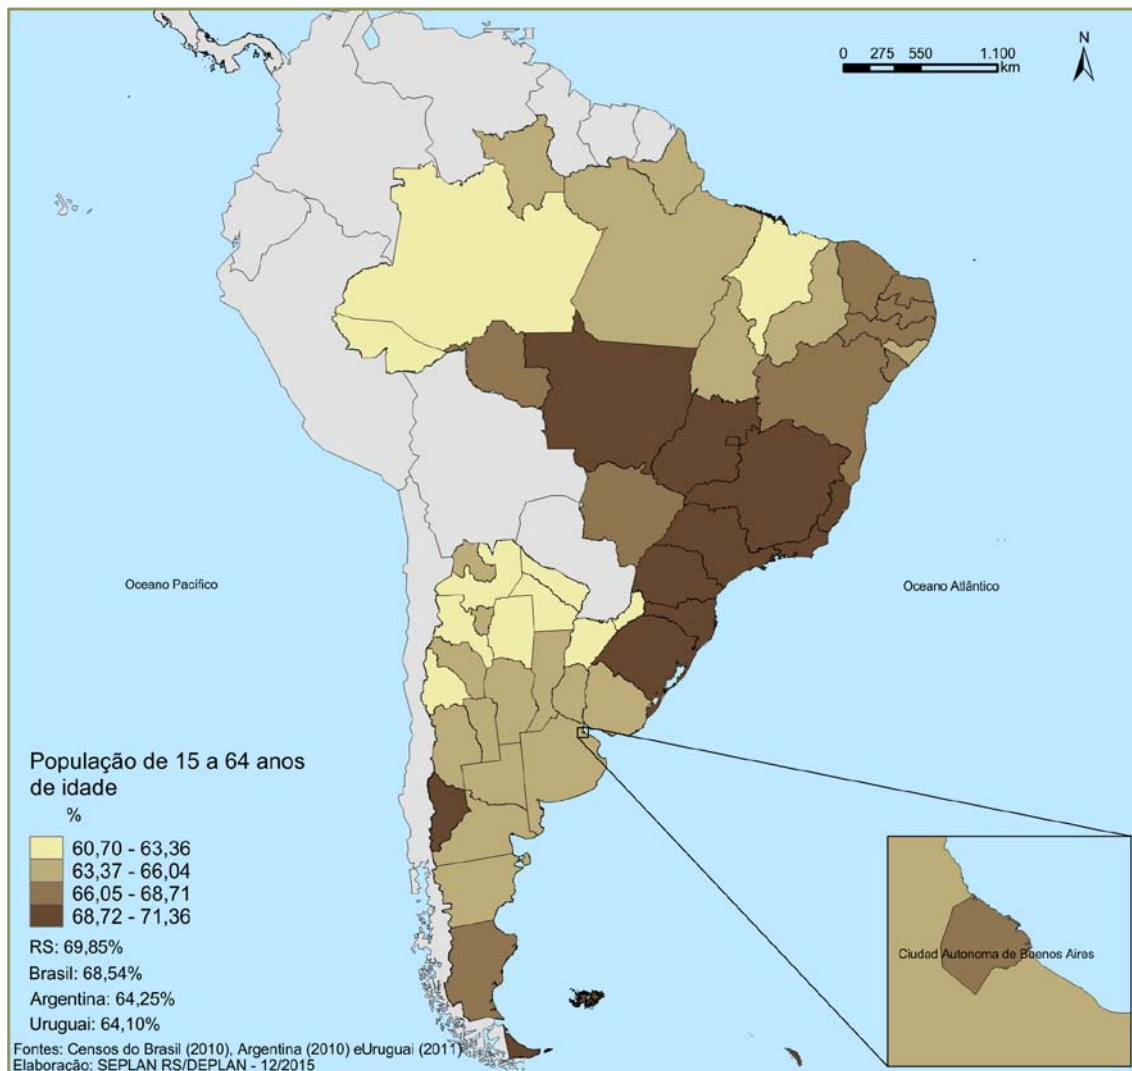 N
0 275 550 1.100
km
Oceano Pacífico
Oceano Atlântico
População de 15 a 64 anos
de idade
%
60,70 - 63,36
63,37 - 66,04
66,05 - 68,71
68,72 - 71,36
RS: 69,85%
Brasil: 68,54%
Argentina: 64,25%
Uruguai: 64,10%
Ciudad Autonoma de Buenos Aires
Fontes: Censos do Brasil (2010), Argentina (2010) eUruguai (2011)
Elaboração: SEPLAN RS/DEPLAN - 12/2015